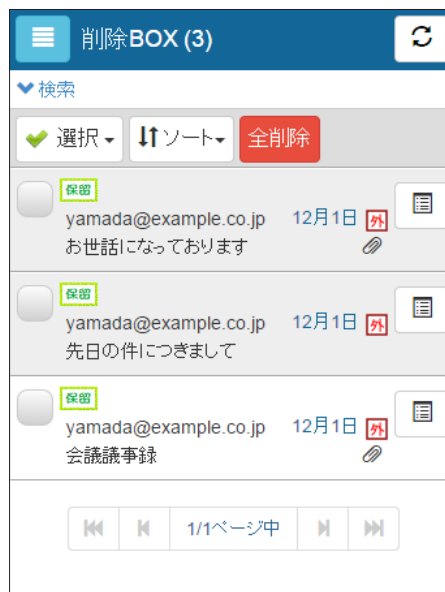 削除BOX (3)
検索
選択 ソート 全削除
保留
yamada@example.co.jp 12月1日 外
お世話になっております
保留
yamada@example.co.jp 12月1日 外
先日の件につきまして
保留
yamada@example.co.jp 12月1日 外
会議議事録
1/1ページ中